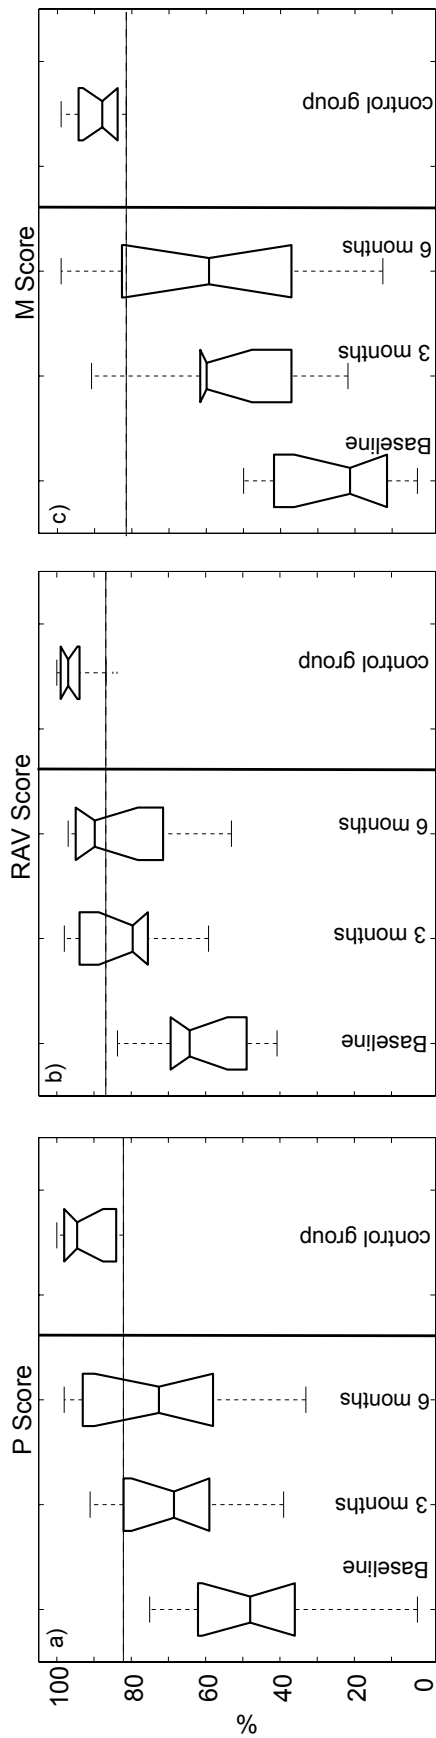 P Score
a)
100
80
60
40
20
0
%
Baseline
3 months
6 months
control group
RAV Score
b)
Baseline
3 months
6 months
control group
M Score
c)
Baseline
3 months
6 months
control group